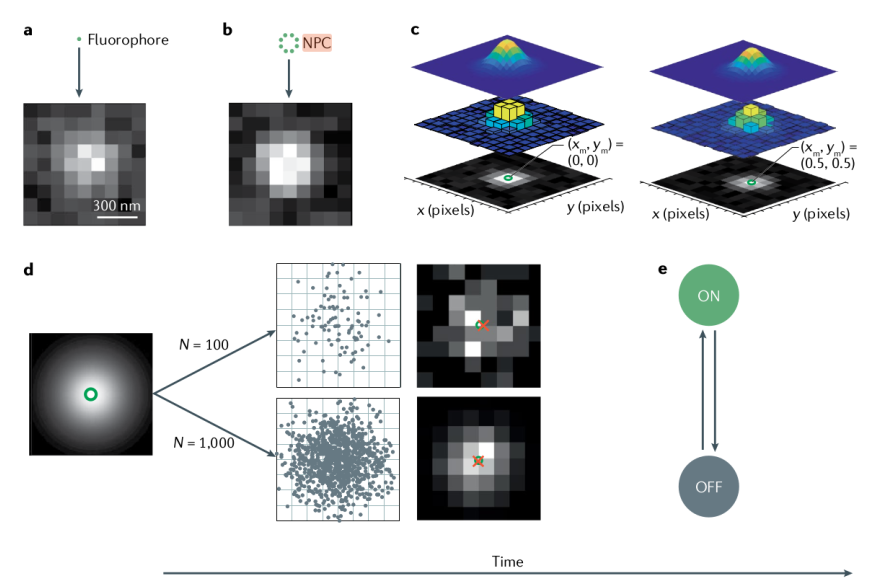 a
Fluorophore
300 nm
b
NPC
c
(xₘ, yₘ) =
(0, 0)
x (pixels)
y (pixels)
(xₘ, yₘ) =
(0.5, 0.5)
x (pixels)
y (pixels)
d
N = 100
N = 1,000
e
ON
OFF
Time